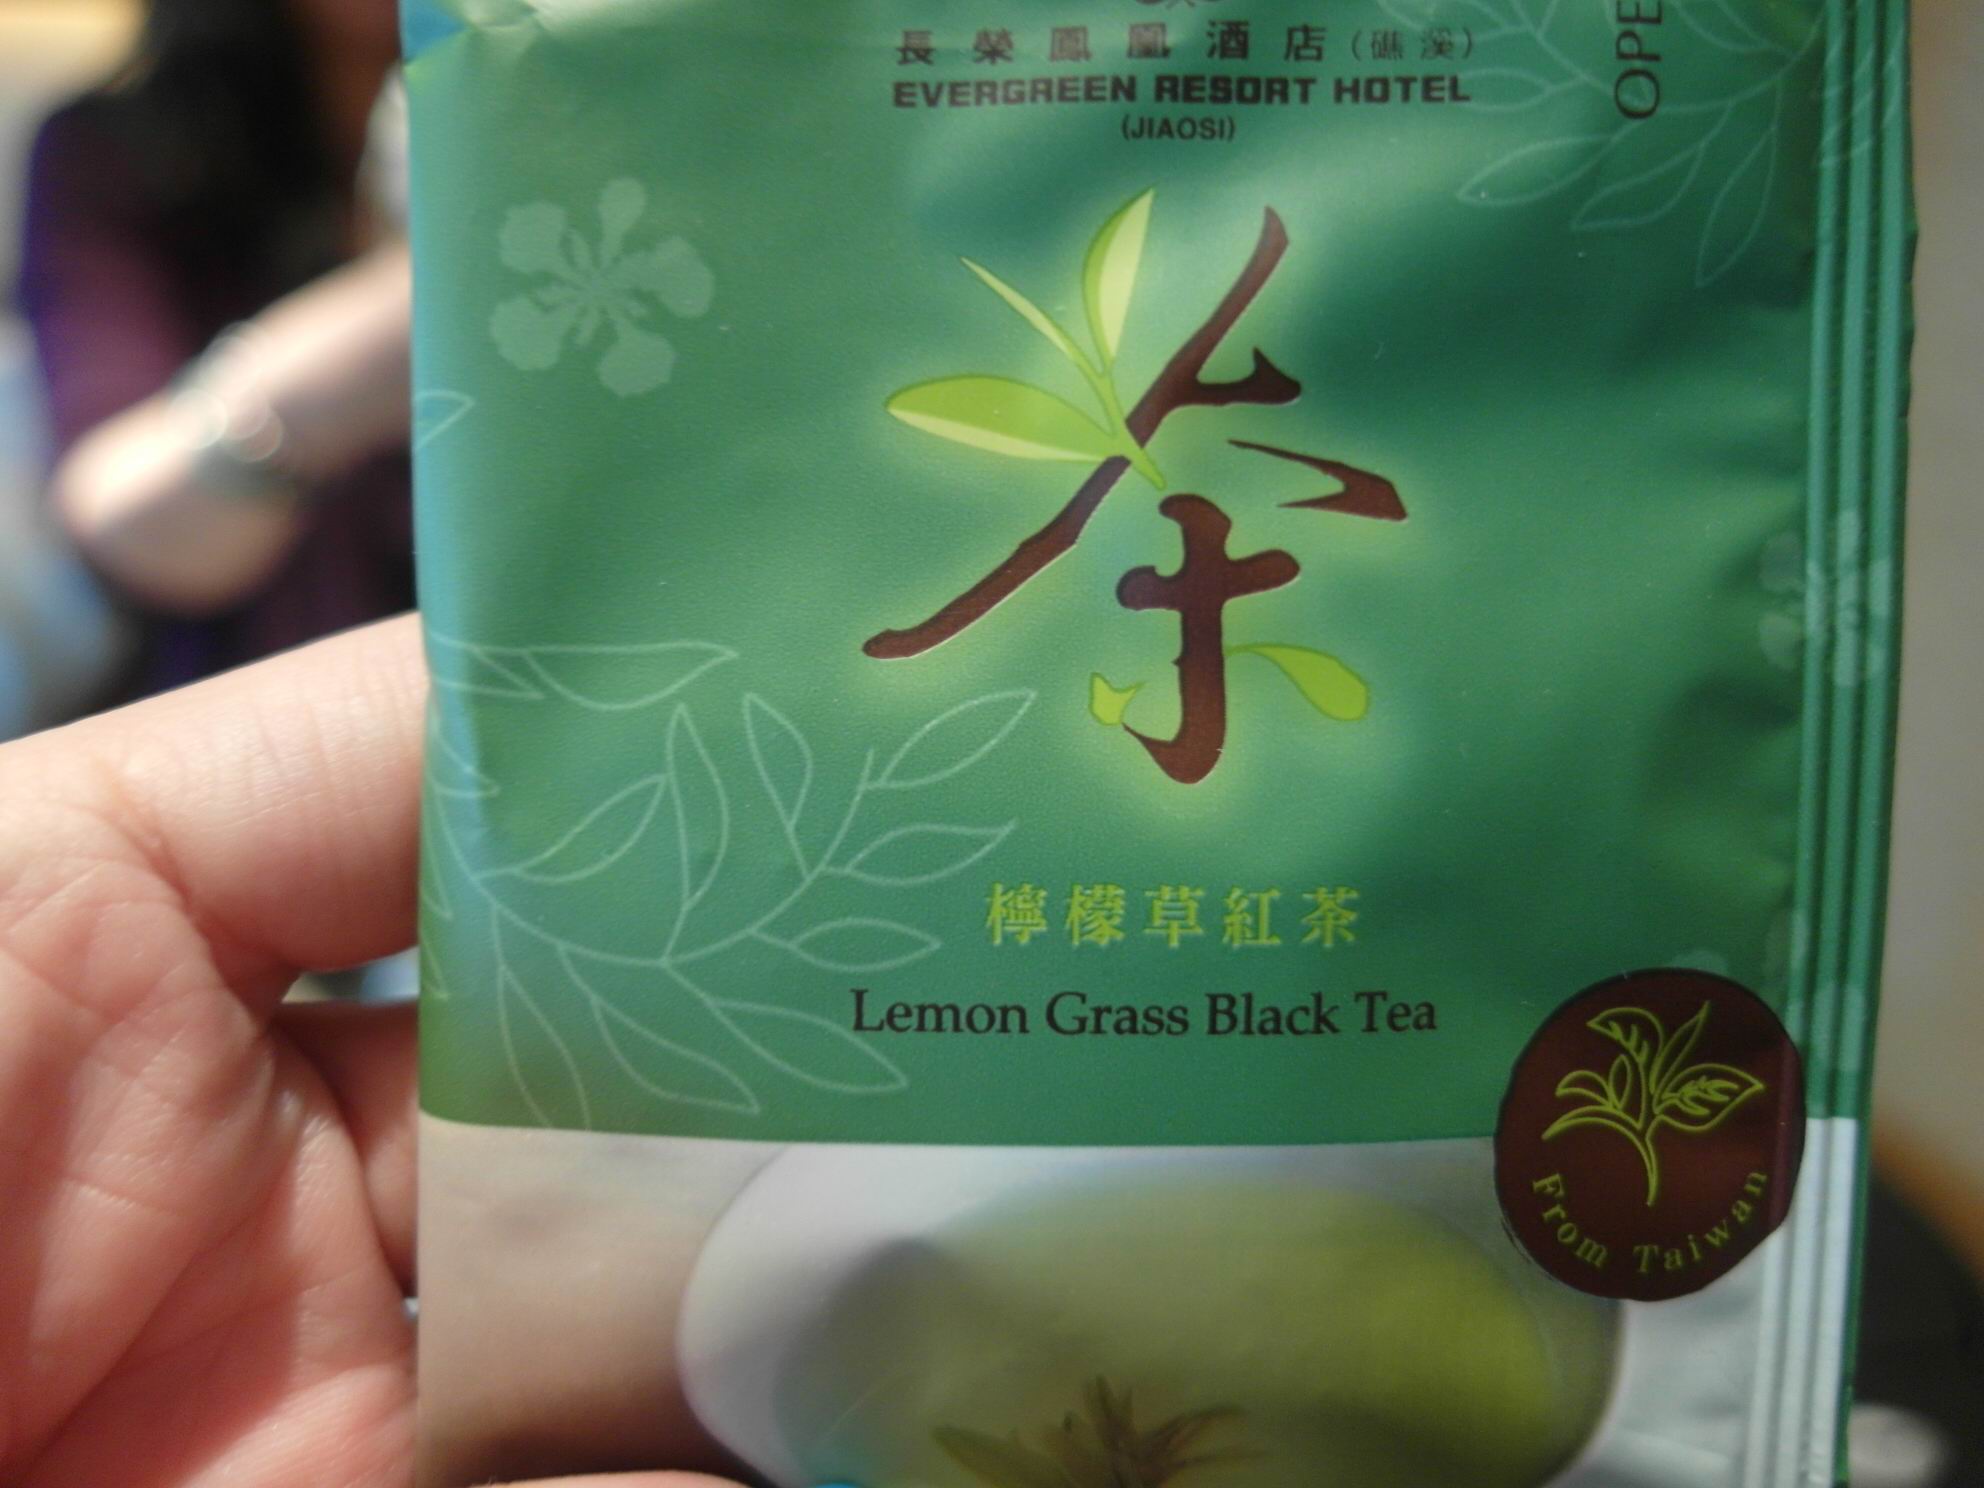 長榮鳳凰酒店(礁溪)
EVERGREEN RESORT HOTEL
(JIAOSI)
OPE
茶
檸檬草紅茶
Lemon Grass Black Tea
From Taiwan